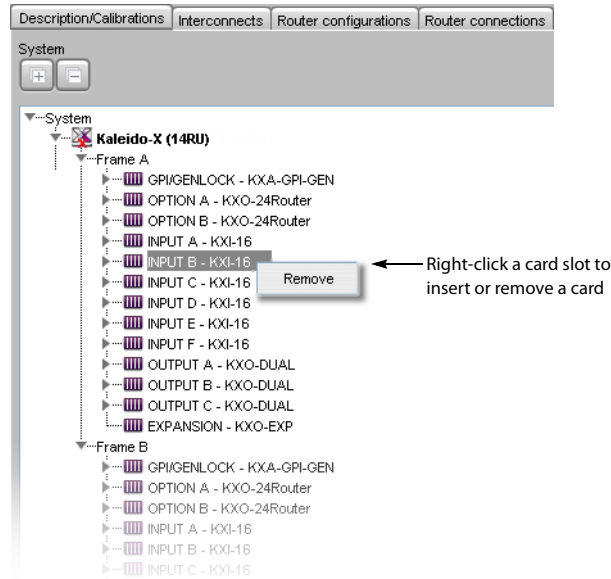 Description/Calibrations Interconnects Router configurations Router connections
System
System
Kaleido-X (14RU)
Frame A
GPI/GENLOCK - KXA-GPI-GEN
OPTION A - KXO-24Router
OPTION B - KXO-24Router
INPUT A - KXI-16
INPUT B - KXI-16
INPUT C - KXI-16
Remove
Right-click a card slot to
insert or remove a card
INPUT D - KXI-16
INPUT E - KXI-16
INPUT F - KXI-16
OUTPUT A - KXO-DUAL
OUTPUT B - KXO-DUAL
OUTPUT C - KXO-DUAL
EXPANSION - KXO-EXP
Frame B
GPI/GENLOCK - KXA-GPI-GEN
OPTION A - KXO-24Router
OPTION B - KXO-24Router
INPUT A - KXI-16
INPUT B - KXI-16
INPUT C - KXI-16